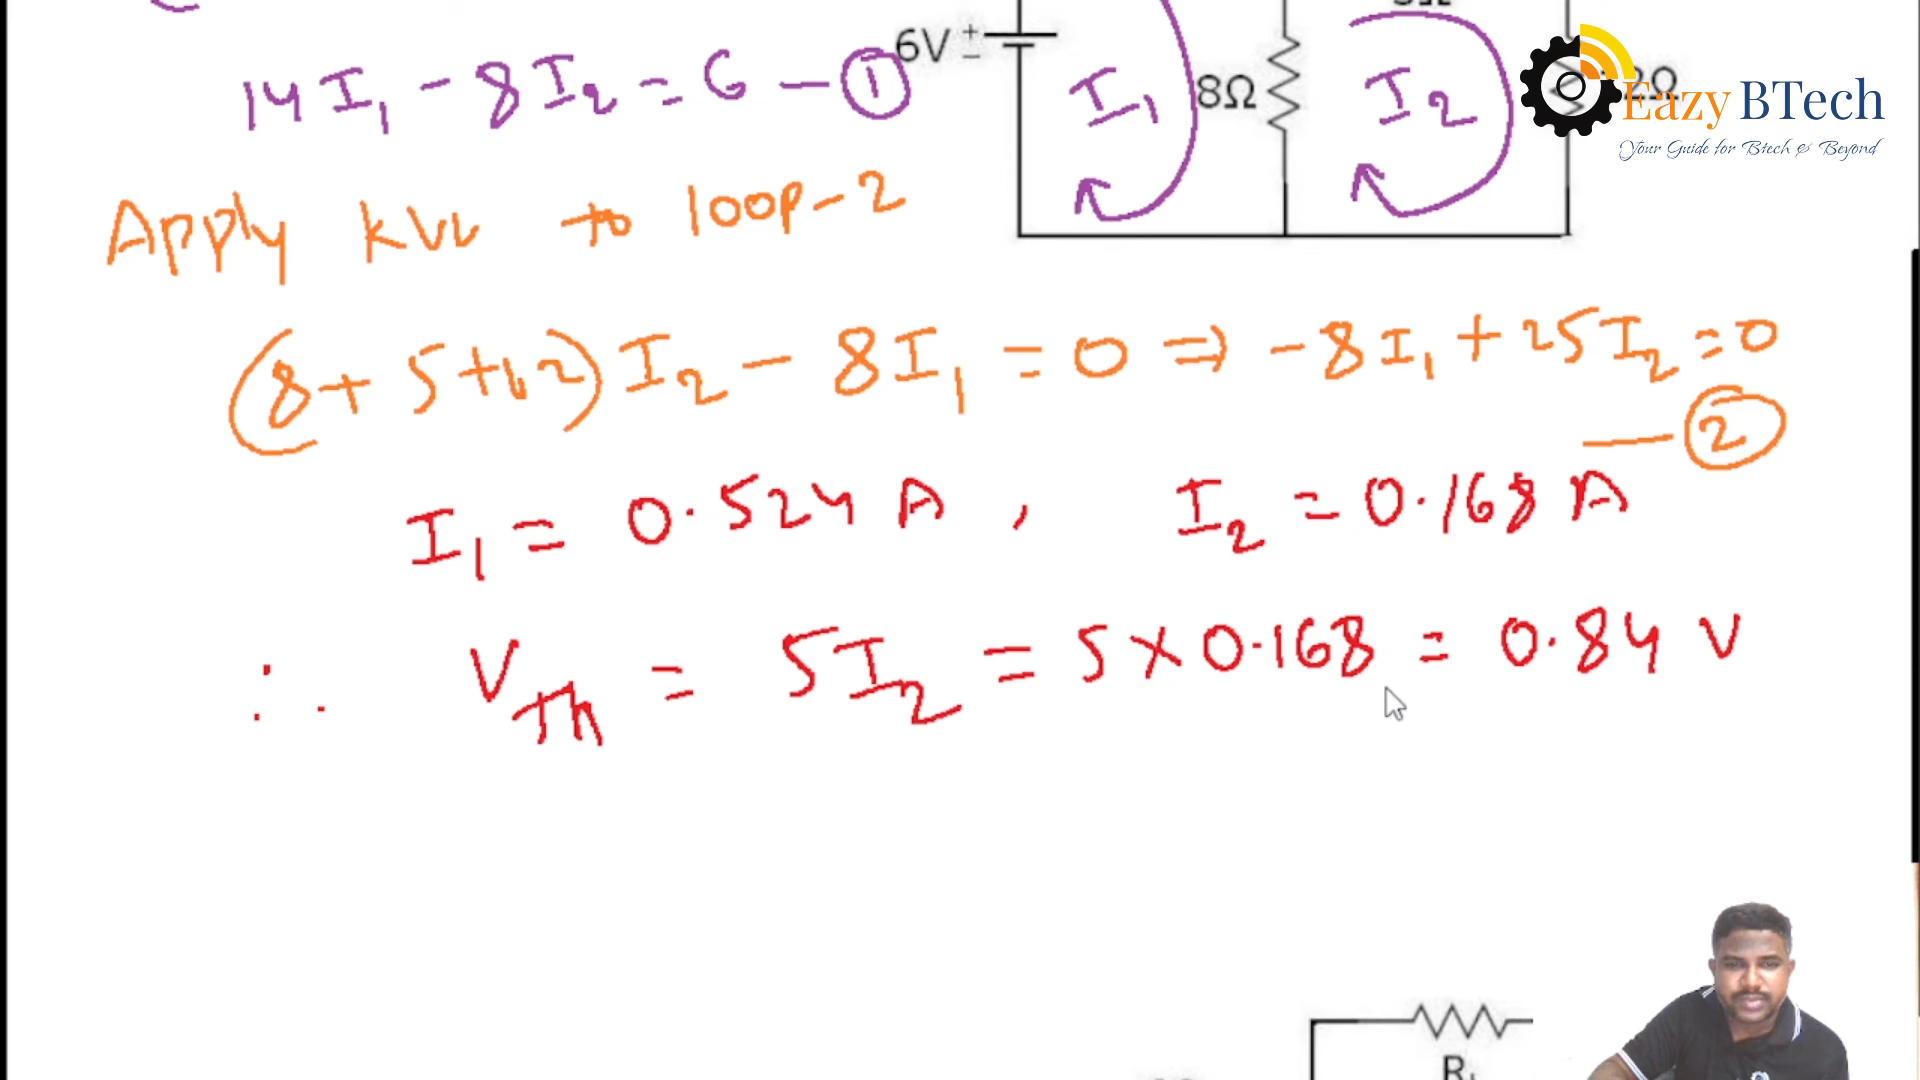 14I₁ - 8I₂ = 6 — ①
6V + −
I₁
8Ω
I₂
2Ω
Eazy BTech
Your Guide for Btech & Beyond
Apply KVL to loop-2
(8+5+12)I₂ - 8I₁ = 0 ⇒ -8I₁ + 25I₂ = 0
— ②
I₁ = 0.524 A , I₂ = 0.168 A
∴ V_Th = 5I₂ = 5 × 0.168 = 0.84 V